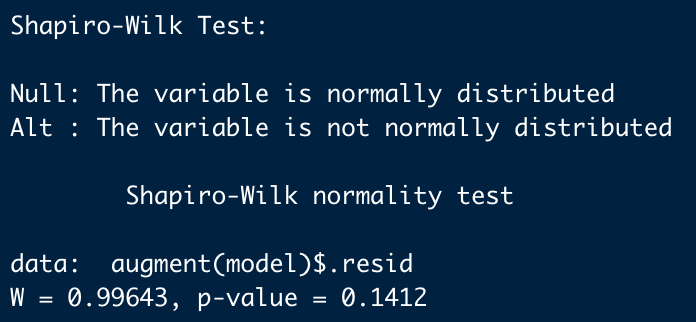 Shapiro-Wilk Test:
Null: The variable is normally distributed
Alt : The variable is not normally distributed
Shapiro-Wilk normality test
data:  augment(model)$.resid
W = 0.99643, p-value = 0.1412